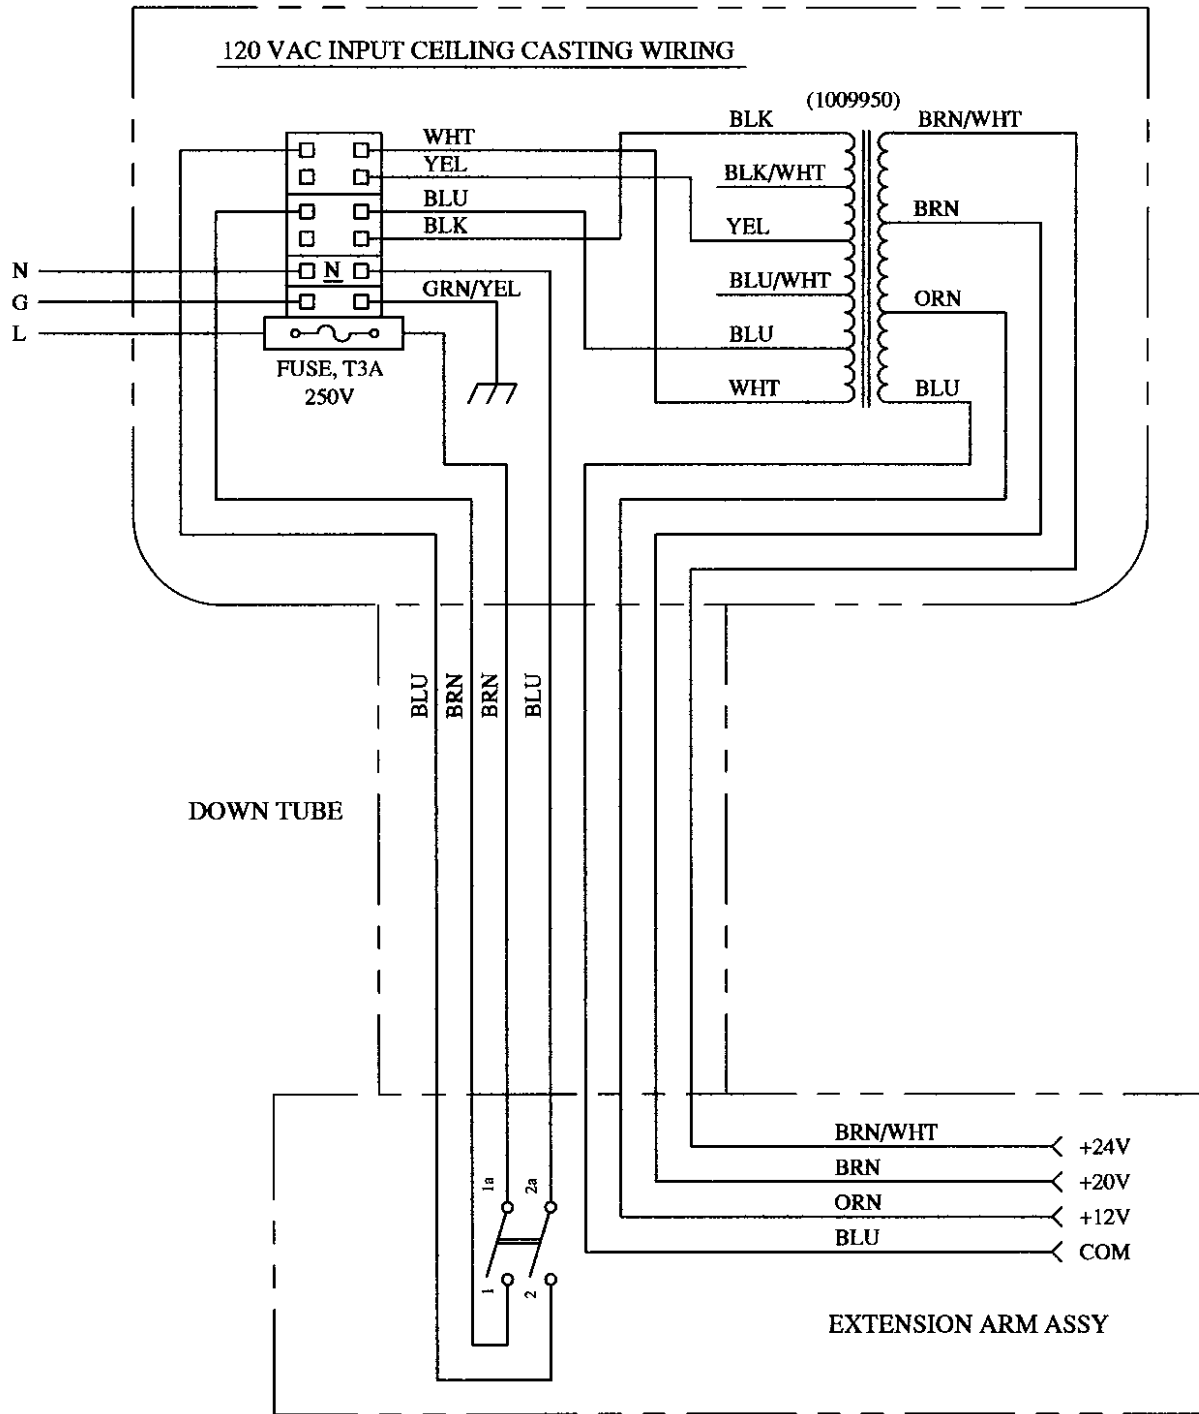 120 VAC INPUT CEILING CASTING WIRING
(1009950)
WHT
YEL
BLU
BLK
N
GRN/YEL
N
G
L
FUSE, T3A
250V
BLK
BLK/WHT
YEL
BLU/WHT
BLU
WHT
BRN/WHT
BRN
ORN
BLU
BLU
BRN
BRN
BLU
DOWN TUBE
1a
2a
1
2
BRN/WHT
+24V
BRN
+20V
ORN
+12V
BLU
COM
EXTENSION ARM ASSY